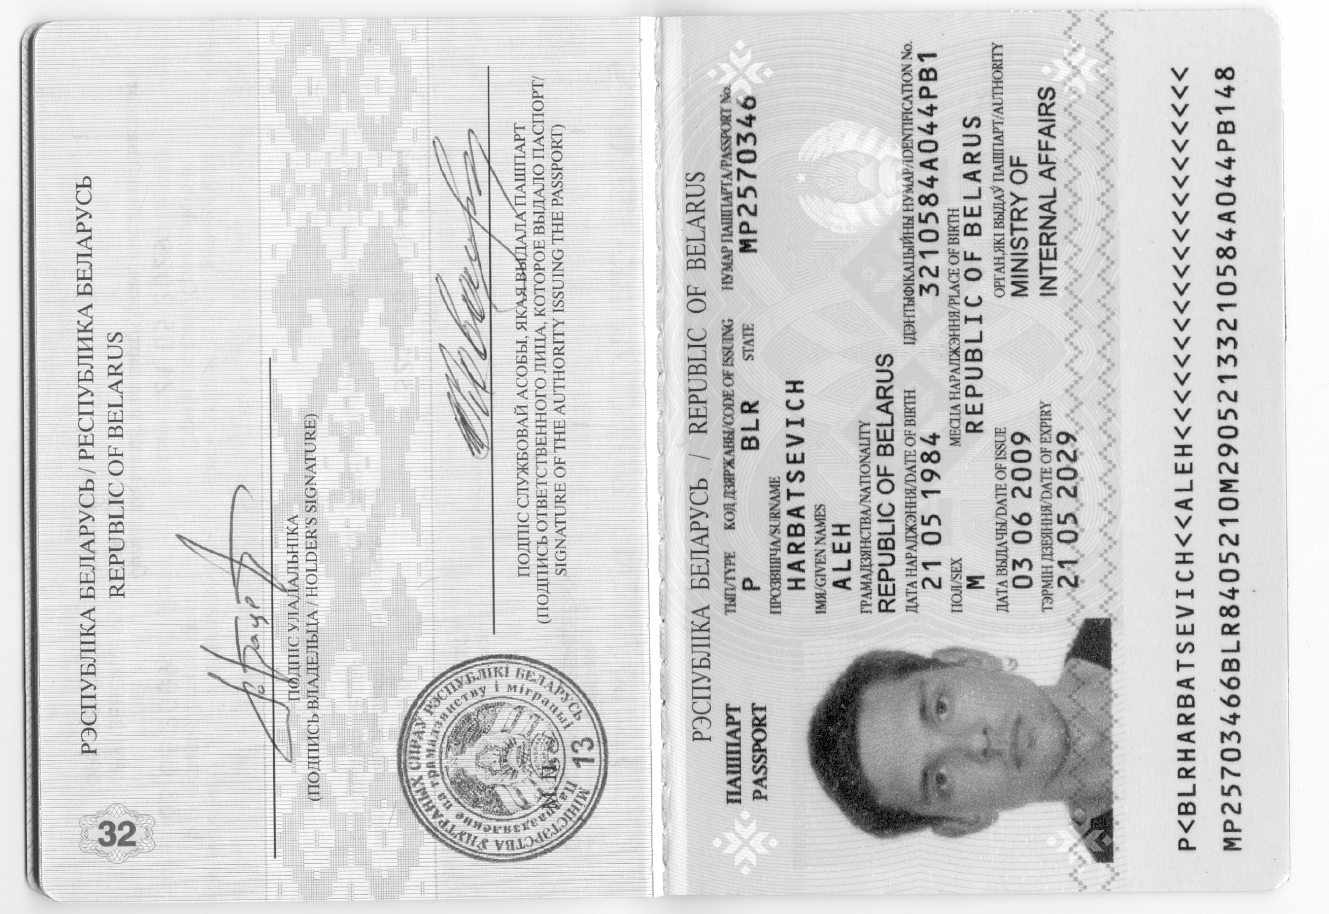 РЭСПУБЛІКА БЕЛАРУСЬ / РЕСПУБЛИКА БЕЛАРУСЬ
REPUBLIC OF BELARUS
ПОДПІС УЛАДАЛЬНІКА
(ПОДПИСЬ ВЛАДЕЛЬЦА / HOLDER'S SIGNATURE)
ПОДПІС СЛУЖБОВАЙ АСОБЫ, ЯКАЯ ВЫДАЛА ПАШПАРТ
(ПОДПИСЬ ОТВЕТСТВЕННОГО ЛИЦА, КОТОРОЕ ВЫДАЛО ПАСПОРТ/
SIGNATURE OF THE AUTHORITY ISSUING THE PASSPORT)
МІНІСТЭРСТВА ЎНУТРАНЫХ СПРАЎ РЭСПУБЛІКІ БЕЛАРУСЬ
па грамадзянству і міграцыі
13
32
РЭСПУБЛІКА БЕЛАРУСЬ / REPUBLIC OF BELARUS
ПАШПАРТ
PASSPORT
ТЫП/TYPE КОД ДЗЯРЖАВЫ/CODE OF ISSUING STATE НУМАР ПАШПАРТА/PASSPORT No.
P BLR MP2570346
ПРОЗВІШЧА/SURNAME
HARBATSEVICH
ІМЯ/GIVEN NAMES
ALEH
ГРАМАДЗЯНСТВА/NATIONALITY
REPUBLIC OF BELARUS
ДАТА НАРАДЖЭННЯ/DATE OF BIRTH ІДЭНТЫФІКАЦЫЙНЫ НУМАР/IDENTIFICATION No.
21 05 1984 3210584A044PB1
ПОЛ/SEX МЕСЦА НАРАДЖЭННЯ/PLACE OF BIRTH
M REPUBLIC OF BELARUS
ДАТА ВЫДАЧЫ/DATE OF ISSUE ОРГАН, ЯКІ ВЫДАЎ ПАШПАРТ/AUTHORITY
03 06 2009 MINISTRY OF
ТЭРМІН ДЗЕЯННЯ/DATE OF EXPIRY
21 05 2029 INTERNAL AFFAIRS
P<BLRHARBATSEVICH<<ALEH<<<<<<<<<<<<<<<<<<<<<
MP25703466BLR8405210M29052133210584A044PB148